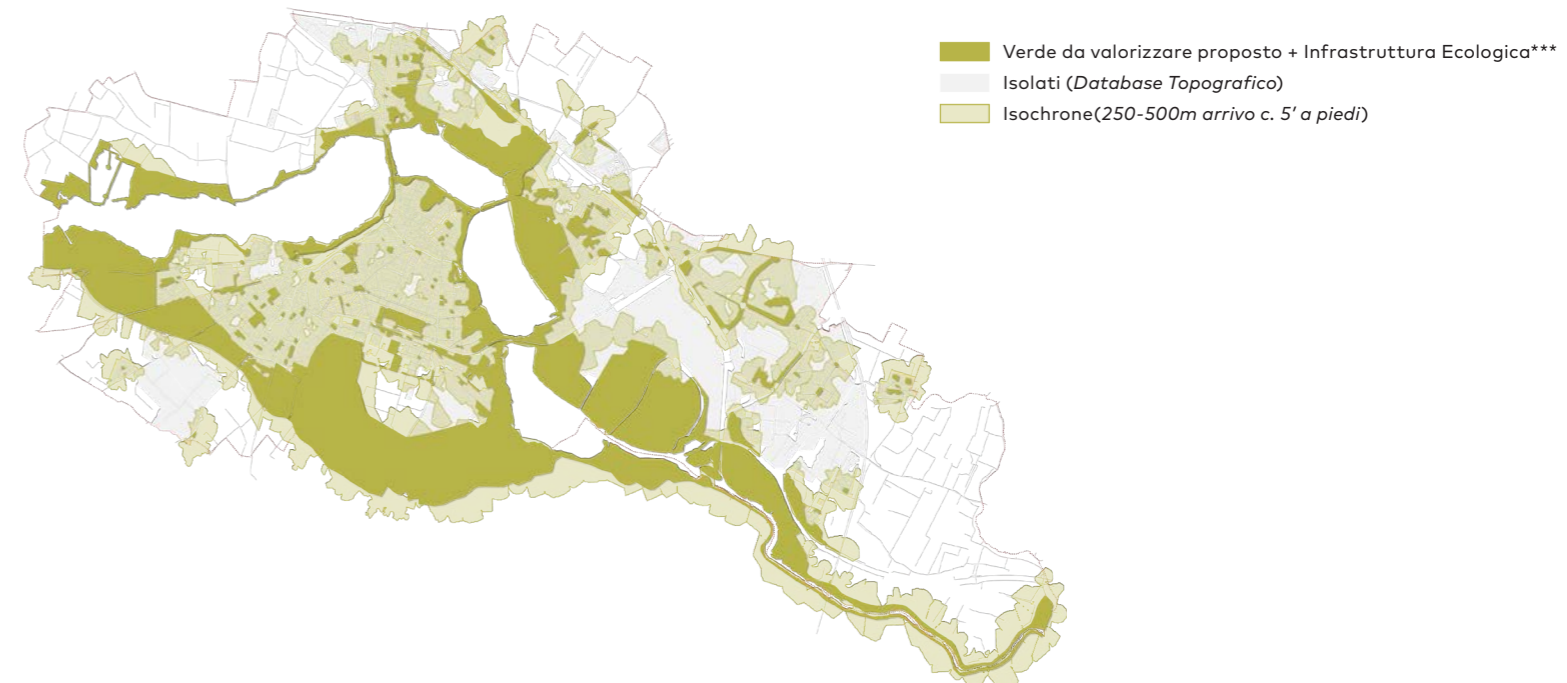 Verde da valorizzare proposto + Infrastruttura Ecologica***
Isolati (Database Topografico)
Isochrone(250-500m arrivo c. 5' a piedi)